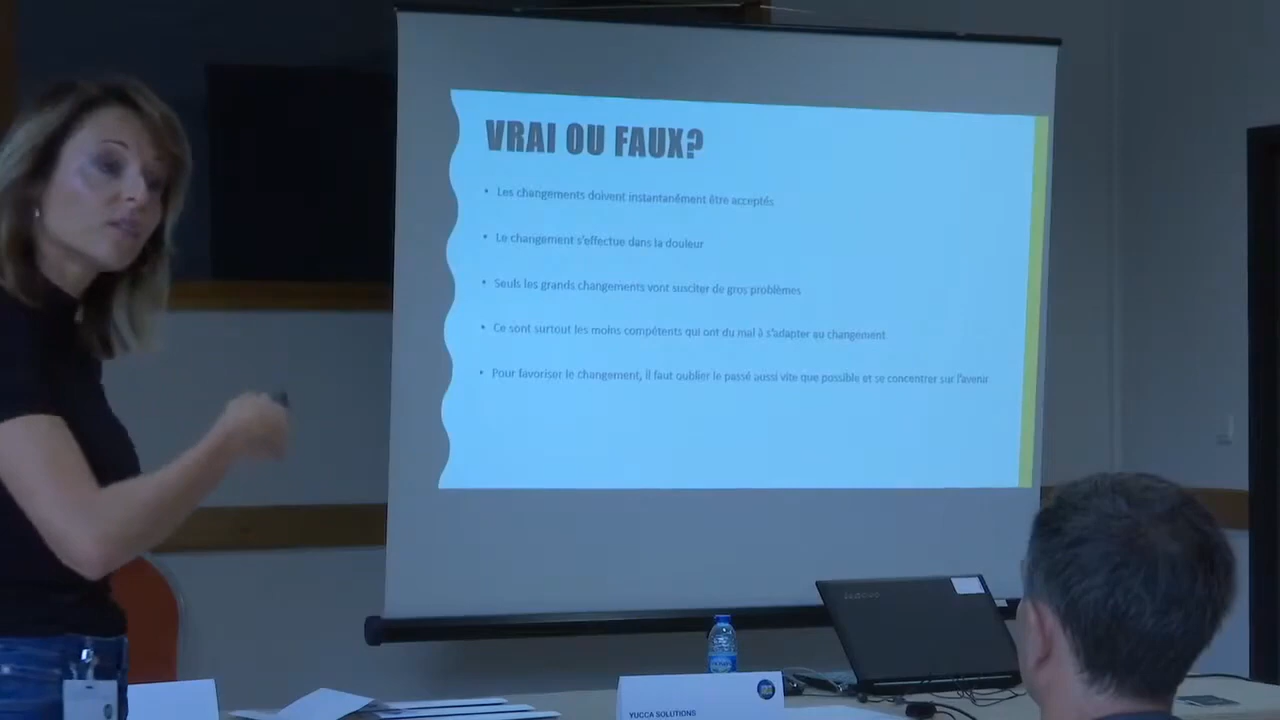 VRAI OU FAUX?
• Les changements doivent instantanément être acceptés
• Le changement s'effectue dans la douleur
• Seuls les grands changements vont susciter de gros problèmes
• Ce sont surtout les moins compétents qui ont du mal à s'adapter au changement
• Pour favoriser le changement, il faut oublier le passé aussi vite que possible et se concentrer sur l'avenir
Lenovo
YUCCA SOLUTIONS